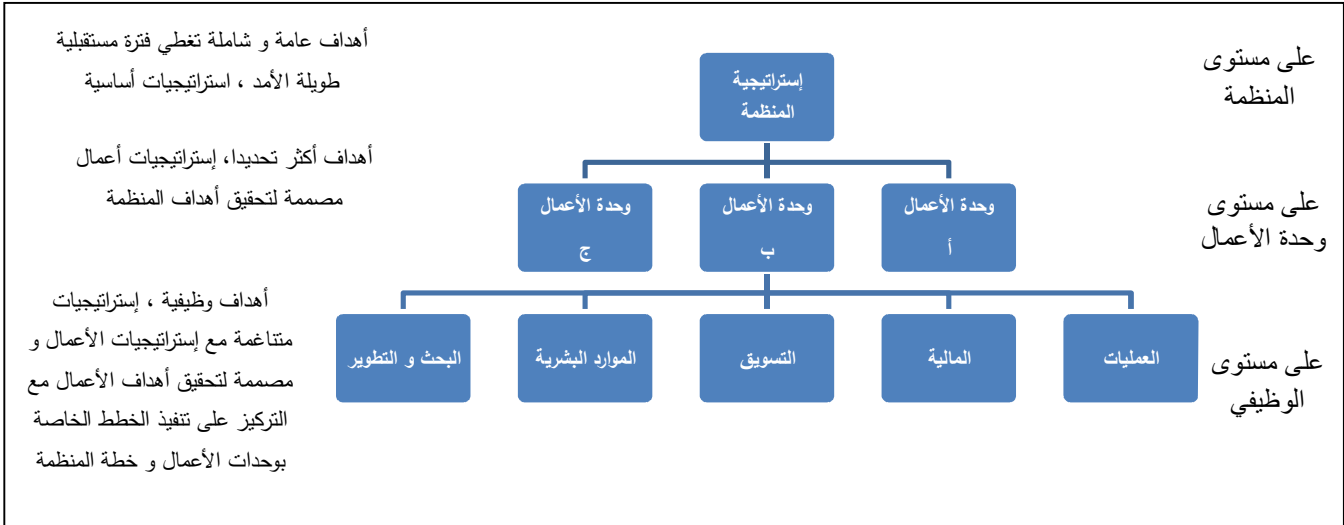 على مستوى
المنظمة
إستراتيجية
المنظمة
أهداف عامة و شاملة تغطي فترة مستقبلية
طويلة الأمد ، استراتيجيات أساسية
على مستوى
وحدة الأعمال
وحدة الأعمال
أ
وحدة الأعمال
ب
وحدة الأعمال
ج
أهداف أكثر تحديدا، إستراتيجيات أعمال
مصممة لتحقيق أهداف المنظمة
على مستوى
الوظيفي
العمليات
المالية
التسويق
الموارد البشرية
البحث و التطوير
أهداف وظيفية ، إستراتيجيات
متناغمة مع إستراتيجيات الأعمال و
مصممة لتحقيق أهداف الأعمال مع
التركيز على تنفيذ الخطط الخاصة
بوحدات الأعمال و خطة المنظمة